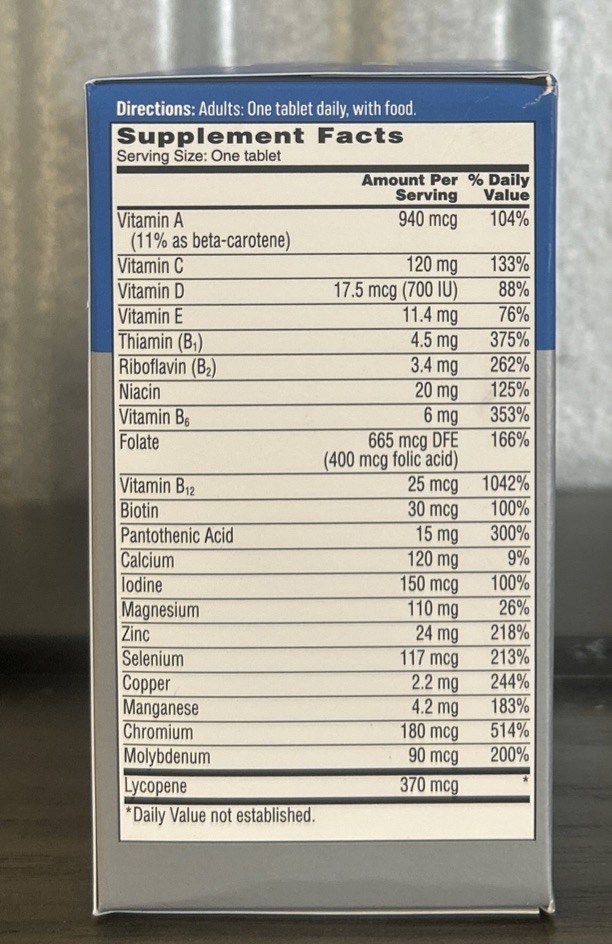 Directions: Adults: One tablet daily, with food.
Supplement Facts
Serving Size: One tablet
Amount Per Serving % Daily Value
Vitamin A 940 mcg 104%
(11% as beta-carotene)
Vitamin C 120 mg 133%
Vitamin D 17.5 mcg (700 IU) 88%
Vitamin E 11.4 mg 76%
Thiamin (B₁) 4.5 mg 375%
Riboflavin (B₂) 3.4 mg 262%
Niacin 20 mg 125%
Vitamin B₆ 6 mg 353%
Folate 665 mcg DFE 166%
(400 mcg folic acid)
Vitamin B₁₂ 25 mcg 1042%
Biotin 30 mcg 100%
Pantothenic Acid 15 mg 300%
Calcium 120 mg 9%
Iodine 150 mcg 100%
Magnesium 110 mg 26%
Zinc 24 mg 218%
Selenium 117 mcg 213%
Copper 2.2 mg 244%
Manganese 4.2 mg 183%
Chromium 180 mcg 514%
Molybdenum 90 mcg 200%
Lycopene 370 mcg *
*Daily Value not established.